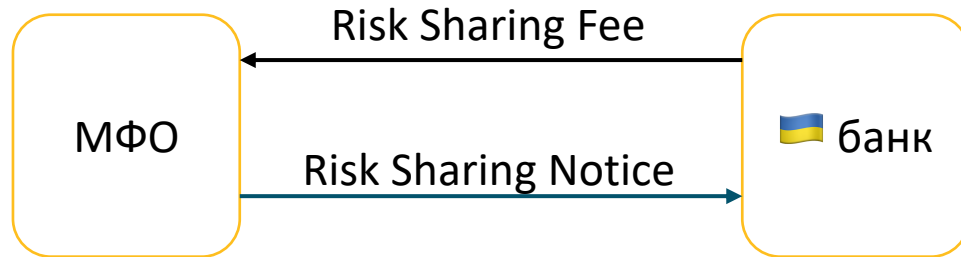 Risk Sharing Fee
МФО
🇺🇦 банк
Risk Sharing Notice